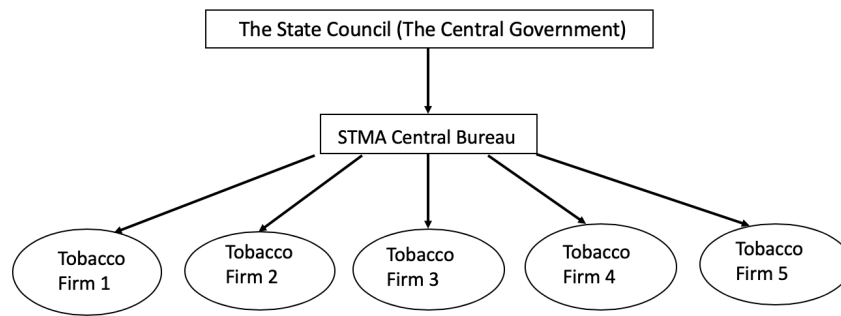 The State Council (The Central Government)
STMA Central Bureau
Tobacco
Firm 1
Tobacco
Firm 2
Tobacco
Firm 3
Tobacco
Firm 4
Tobacco
Firm 5